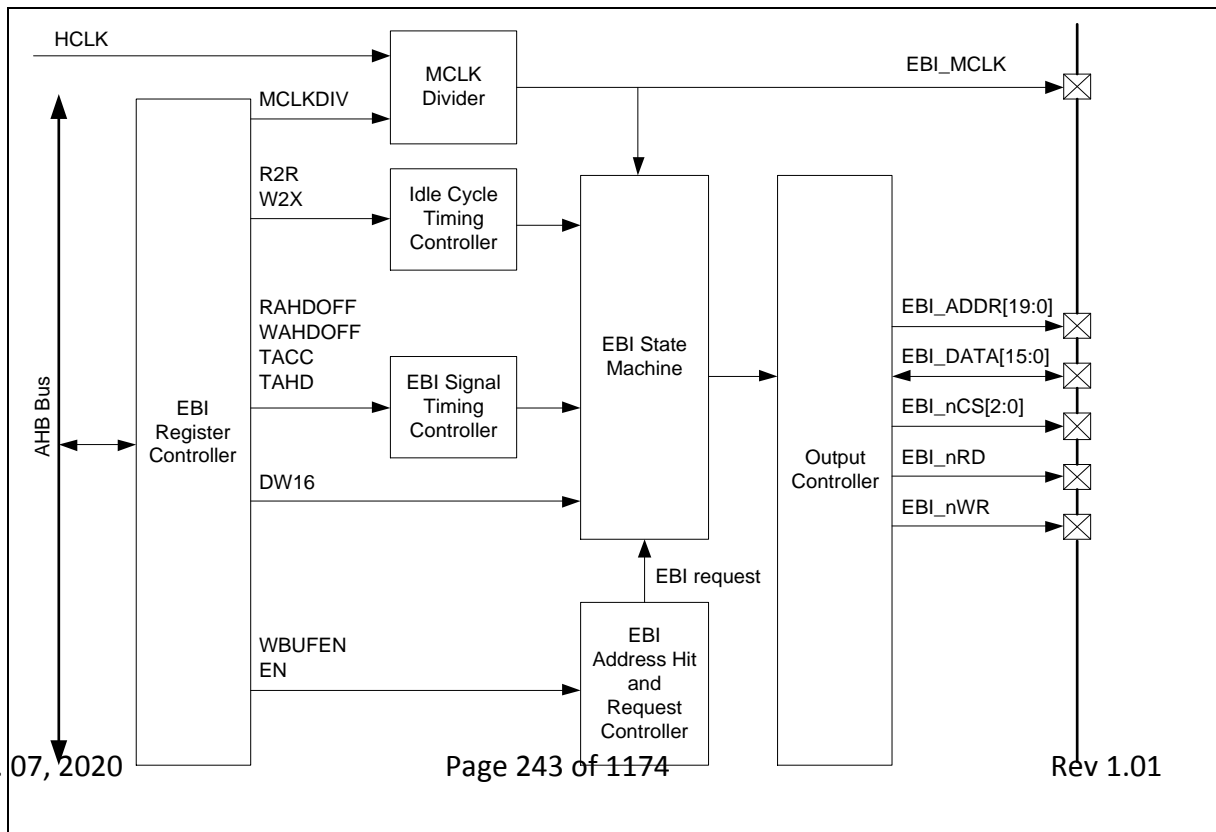 HCLK
MCLK
Divider
EBI_MCLK
MCLKDIV
R2R
W2X
Idle Cycle
Timing
Controller
RAHDOFF
WAHDOFF
TACC
TAHD
EBI Signal
Timing
Controller
EBI State
Machine
EBI_ADDR[19:0]
EBI_DATA[15:0]
EBI_nCS[2:0]
EBI_nRD
EBI_nWR
AHB Bus
EBI
Register
Controller
Output
Controller
DW16
EBI request
WBUFEN
EN
EBI
Address Hit
and
Request
Controller
. 07, 2020 Page 243 of 1174 Rev 1.01